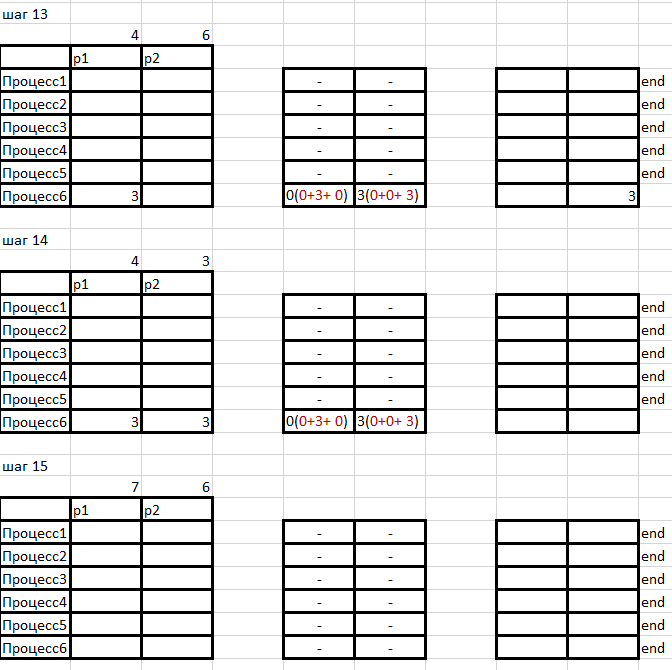 шаг 13
4 6
p1 p2
Процесс1 - - end
Процесс2 - - end
Процесс3 - - end
Процесс4 - - end
Процесс5 - - end
Процесс6 3 0(0+3+ 0) 3(0+0+ 3) 3
шаг 14
4 3
p1 p2
Процесс1 - - end
Процесс2 - - end
Процесс3 - - end
Процесс4 - - end
Процесс5 - - end
Процесс6 3 3 0(0+3+ 0) 3(0+0+ 3)
шаг 15
7 6
p1 p2
Процесс1 - - end
Процесс2 - - end
Процесс3 - - end
Процесс4 - - end
Процесс5 - - end
Процесс6 - - end